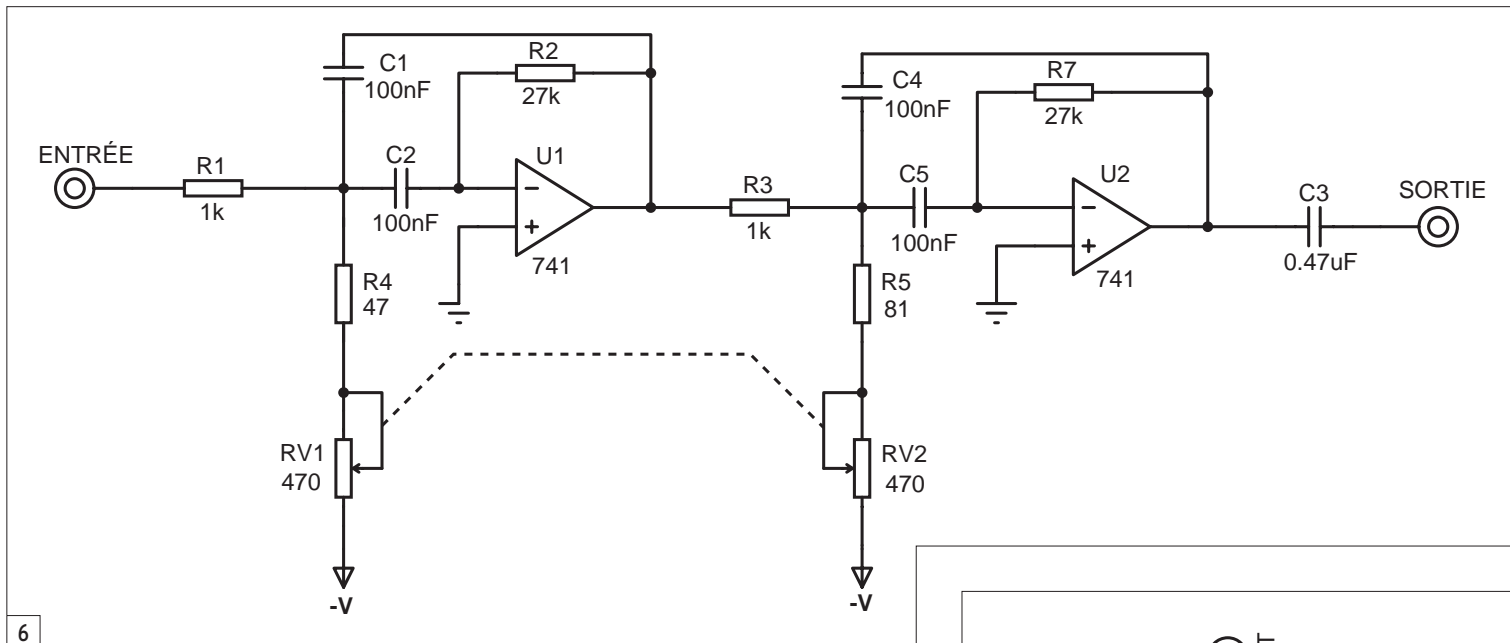 ENTRÉE
R1
1k
C1
100nF
C2
100nF
R2
27k
U1
741
R4
47
RV1
470
-V
R3
1k
C4
100nF
C5
100nF
R7
27k
U2
741
R5
81
RV2
470
-V
C3
0.47uF
SORTIE
6